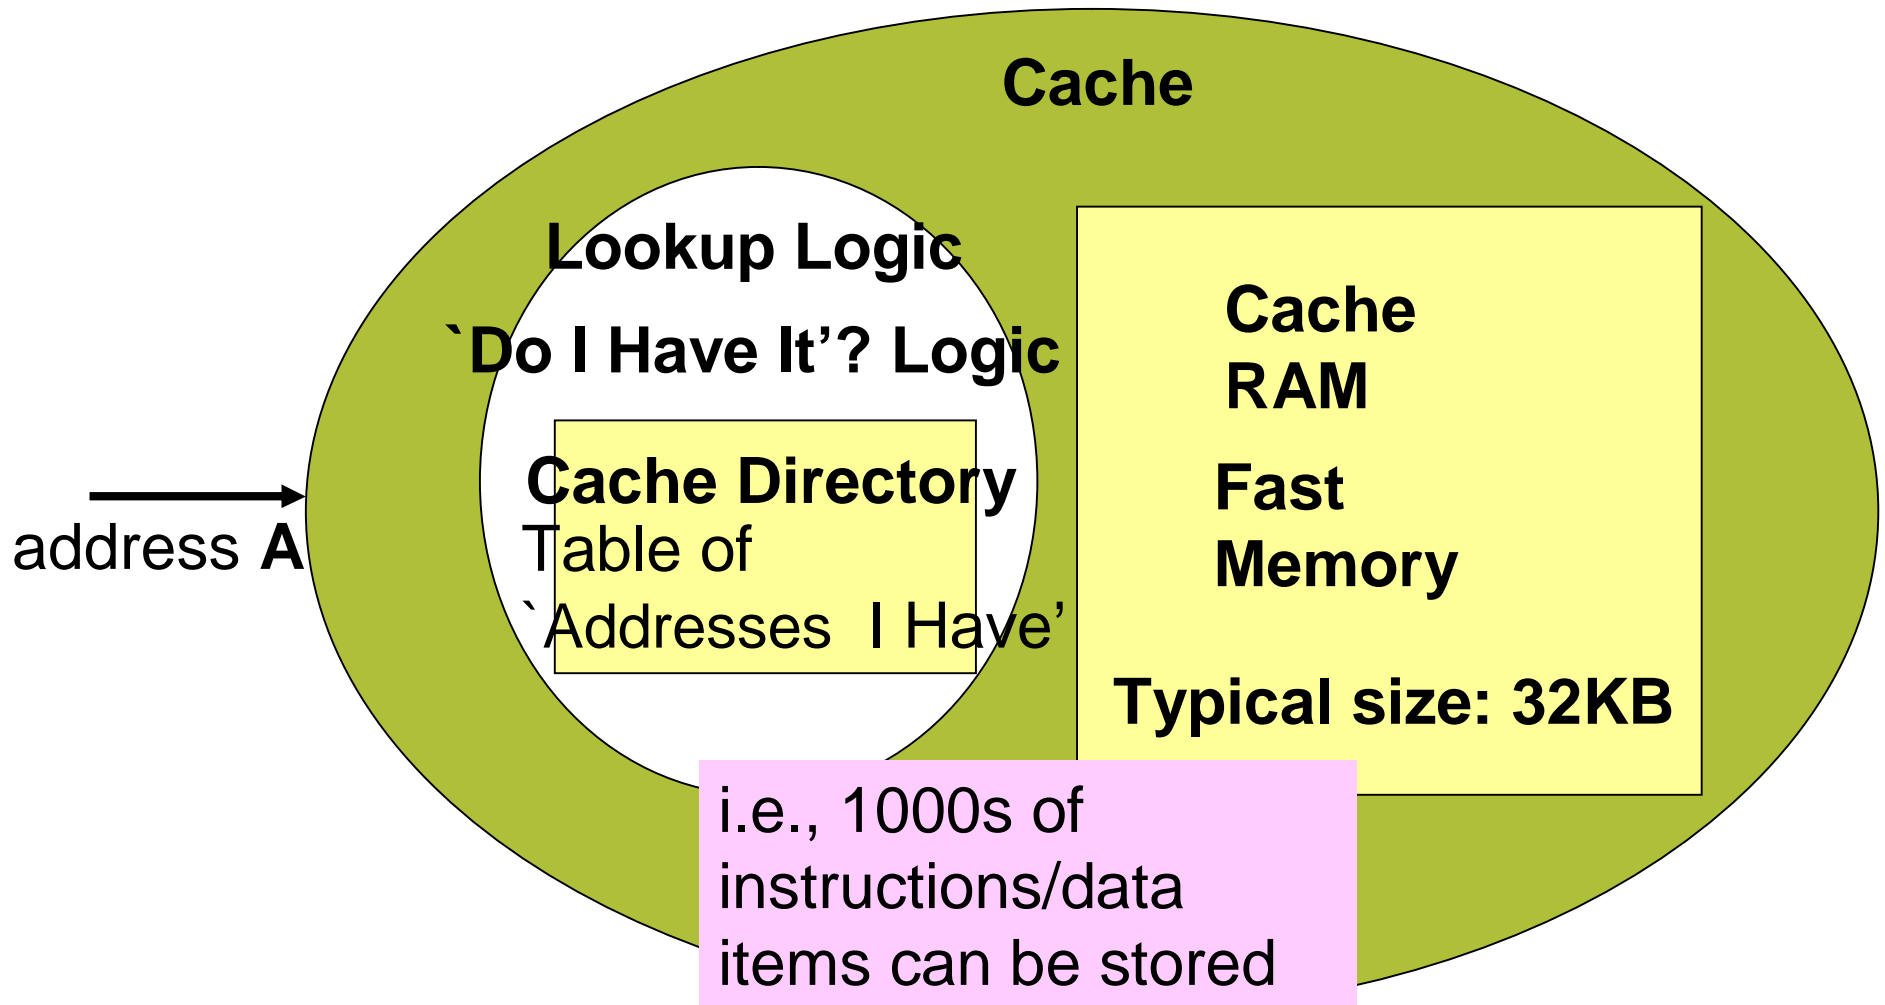 Cache
Lookup Logic
`Do I Have It’? Logic
Cache Directory
Table of
`Addresses I Have’
address A
Cache
RAM
Fast
Memory
Typical size: 32KB
i.e., 1000s of
instructions/data
items can be stored